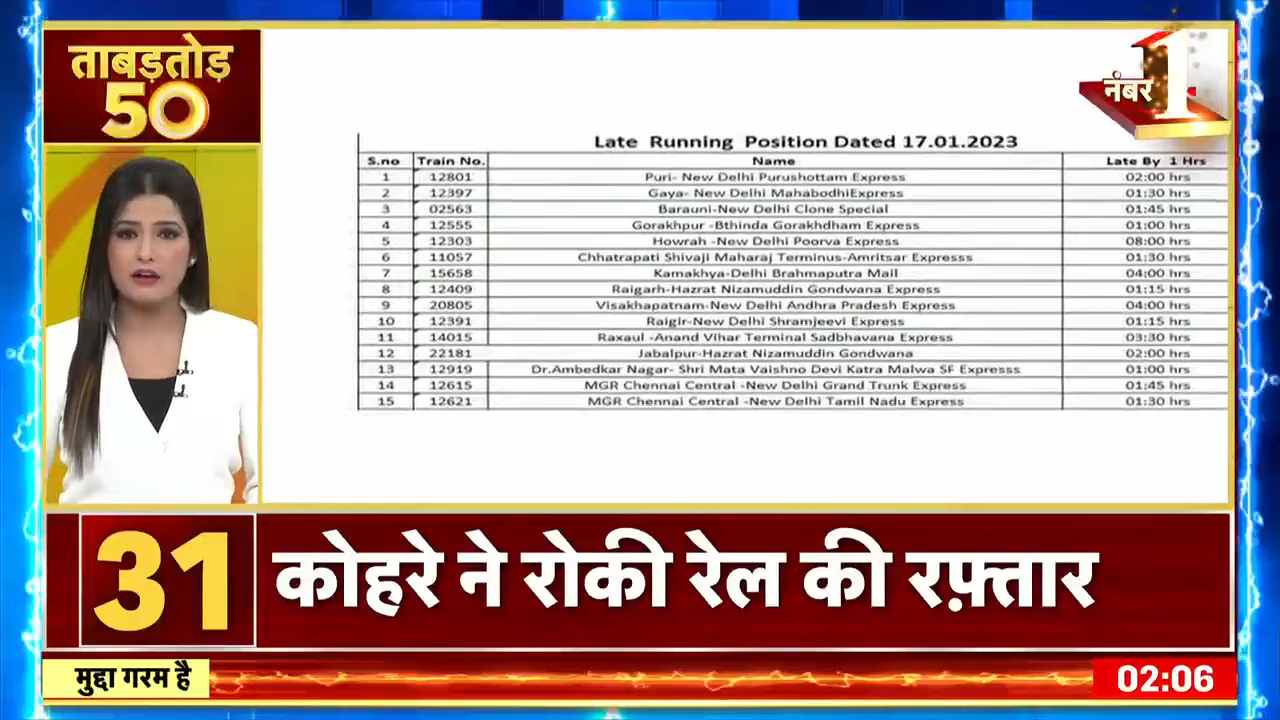 ताबड़तोड़
50
नंबर 1
Late Running Position Dated 17.01.2023
S.no Train No. Name Late By 1 Hrs
1 12801 Puri- New Delhi Purushottam Express 02:00 hrs
2 12397 Gaya- New Delhi MahabodhiExpress 01:30 hrs
3 02563 Barauni-New Delhi Clone Special 01:45 hrs
4 12555 Gorakhpur -Bthinda Gorakhdham Express 01:00 hrs
5 12303 Howrah -New Delhi Poorva Express 08:00 hrs
6 11057 Chhatrapati Shivaji Maharaj Terminus-Amritsar Expresss 01:30 hrs
7 15658 Kamakhya-Delhi Brahmaputra Mail 04:00 hrs
8 12409 Raigarh-Hazrat Nizamuddin Gondwana Express 01:15 hrs
9 20805 Visakhapatnam-New Delhi Andhra Pradesh Express 04:00 hrs
10 12391 Raigir-New Delhi Shramjeevi Express 01:15 hrs
11 14015 Raxaul -Anand Vihar Terminal Sadbhavana Express 03:30 hrs
12 22181 Jabalpur-Hazrat Nizamuddin Gondwana 02:00 hrs
13 12919 Dr.Ambedkar Nagar- Shri Mata Vaishno Devi Katra Malwa SF Expresss 01:00 hrs
14 12615 MGR Chennai Central -New Delhi Grand Trunk Express 01:45 hrs
15 12621 MGR Chennai Central -New Delhi Tamil Nadu Express 01:30 hrs
31 कोहरे ने रोकी रेल की रफ़्तार
मुद्दा गरम है
02:06